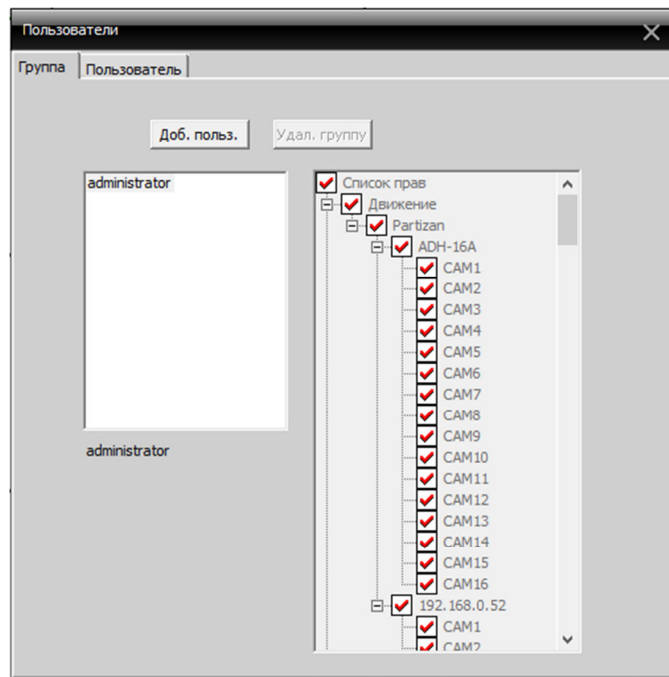 Пользователи
Группа Пользователь
Доб. польз. Удал. группу
administrator
Список прав
Движение
Partizan
ADH-16A
CAM1
CAM2
CAM3
CAM4
CAM5
CAM6
CAM7
CAM8
CAM9
CAM10
CAM11
CAM12
CAM13
CAM14
CAM15
CAM16
192.168.0.52
CAM1
CAM2
administrator